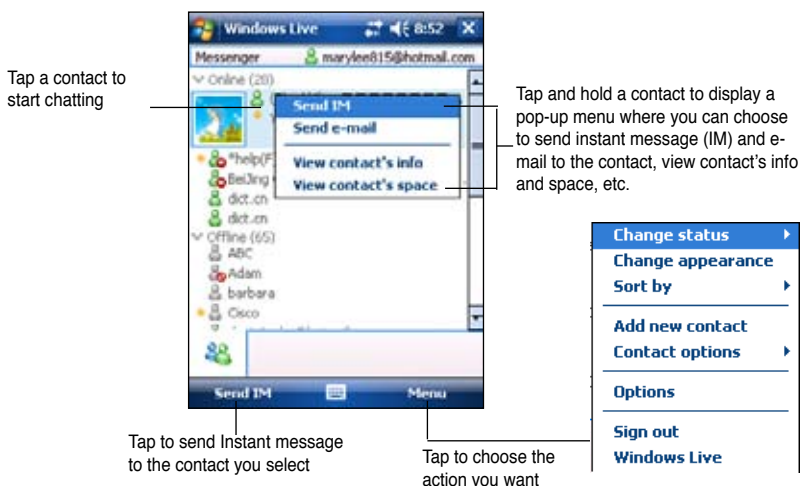 Windows Live 8:52
Messenger marylee815@hotmail.com
Online (20)
Send IM
Send e-mail
View contact's info
View contact's space
*help(F
BeiJing
dict.cn
dict.cn
Offline (65)
ABC
Adam
barbara
Cisco
Send IM Menu
Tap a contact to
start chatting
Tap and hold a contact to display a
pop-up menu where you can choose
to send instant message (IM) and e-
mail to the contact, view contact's info
and space, etc.
Change status
Change appearance
Sort by
Add new contact
Contact options
Options
Sign out
Windows Live
Tap to send Instant message
to the contact you select
Tap to choose the
action you want